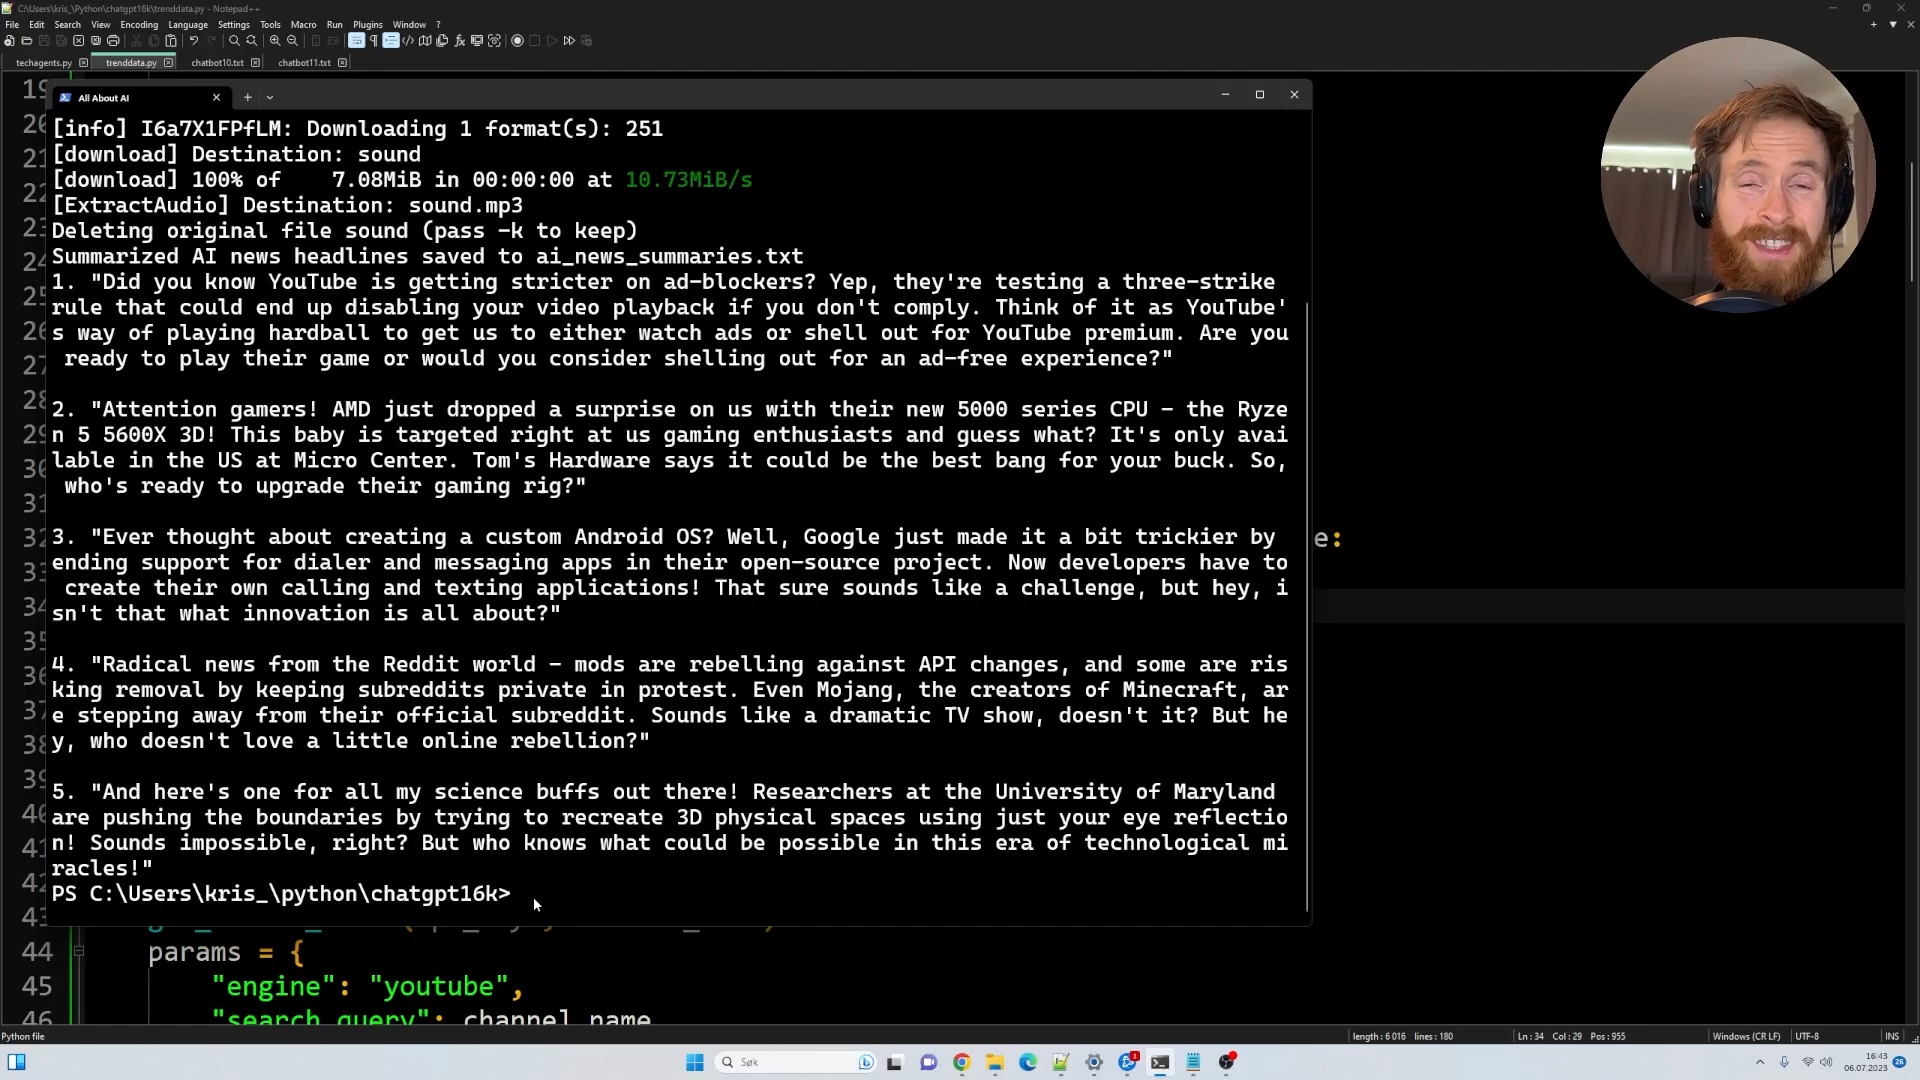 C:\Users\kris_\Python\chatgpt16k\trenddata.py - Notepad++
File Edit Search View Encoding Language Settings Tools Macro Run Plugins Window ?
techagents.py trenddata.py chatbot10.txt chatbot11.txt
All About AI
[info] I6a7X1FPfLM: Downloading 1 format(s): 251
[download] Destination: sound
[download] 100% of    7.08MiB in 00:00:00 at 10.73MiB/s
[ExtractAudio] Destination: sound.mp3
Deleting original file sound (pass -k to keep)
Summarized AI news headlines saved to ai_news_summaries.txt
1. "Did you know YouTube is getting stricter on ad-blockers? Yep, they're testing a three-strike
rule that could end up disabling your video playback if you don't comply. Think of it as YouTube'
s way of playing hardball to get us to either watch ads or shell out for YouTube premium. Are you
ready to play their game or would you consider shelling out for an ad-free experience?"
2. "Attention gamers! AMD just dropped a surprise on us with their new 5000 series CPU - the Ryze
n 5 5600X 3D! This baby is targeted right at us gaming enthusiasts and guess what? It's only avai
lable in the US at Micro Center. Tom's Hardware says it could be the best bang for your buck. So,
who's ready to upgrade their gaming rig?"
3. "Ever thought about creating a custom Android OS? Well, Google just made it a bit trickier by
ending support for dialer and messaging apps in their open-source project. Now developers have to
create their own calling and texting applications! That sure sounds like a challenge, but hey, i
sn't that what innovation is all about?"
4. "Radical news from the Reddit world - mods are rebelling against API changes, and some are ris
king removal by keeping subreddits private in protest. Even Mojang, the creators of Minecraft, ar
e stepping away from their official subreddit. Sounds like a dramatic TV show, doesn't it? But he
y, who doesn't love a little online rebellion?"
5. "And here's one for all my science buffs out there! Researchers at the University of Maryland
are pushing the boundaries by trying to recreate 3D physical spaces using just your eye reflectio
n! Sounds impossible, right? But who knows what could be possible in this era of technological mi
racles!"
PS C:\Users\kris_\python\chatgpt16k>
e:
44 params = {
45 "engine": "youtube",
46 "search_query": channel_name
Python file length : 6 016 lines : 180 Ln : 34 Col : 29 Pos : 955 Windows (CR LF) UTF-8 INS
Søk
16:43
06.07.2023